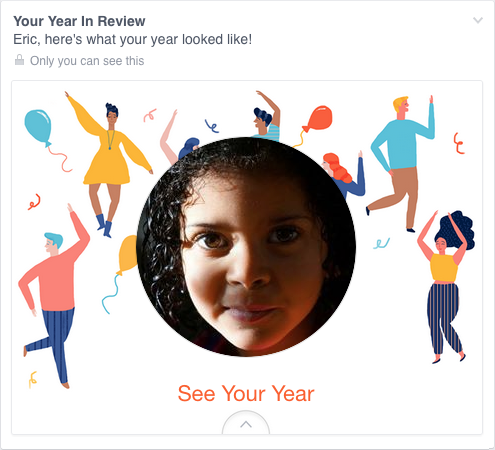 Your Year In Review
Eric, here's what your year looked like!
Only you can see this
See Your Year